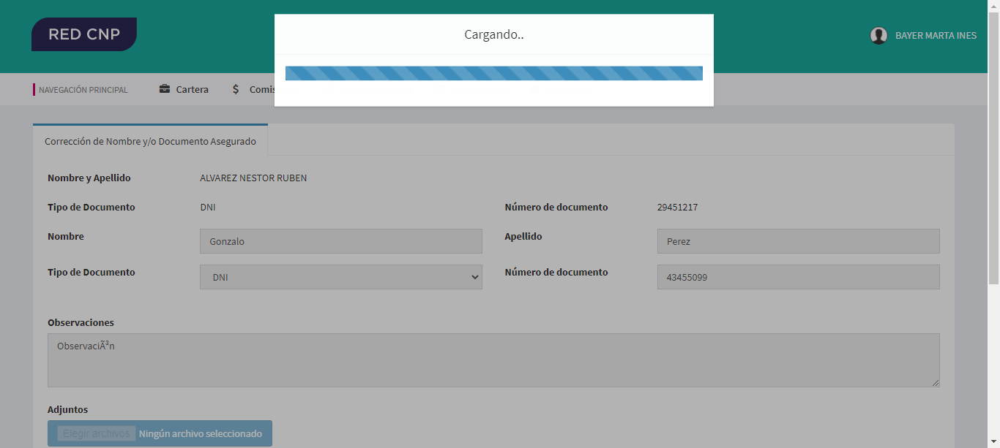 RED CNP
Cargando..
BAYER MARTA INES
NAVEGACIÓN PRINCIPAL
Cartera
Corrección de Nombre y/o Documento Asegurado
Nombre y Apellido
ALVAREZ NESTOR RUBEN
Tipo de Documento
DNI
Número de documento
29451217
Nombre
Gonzalo
Apellido
Perez
Tipo de Documento
DNI
Número de documento
43455099
Observaciones
ObservaciÃ³n
Adjuntos
Elegir archivos Ningún archivo seleccionado